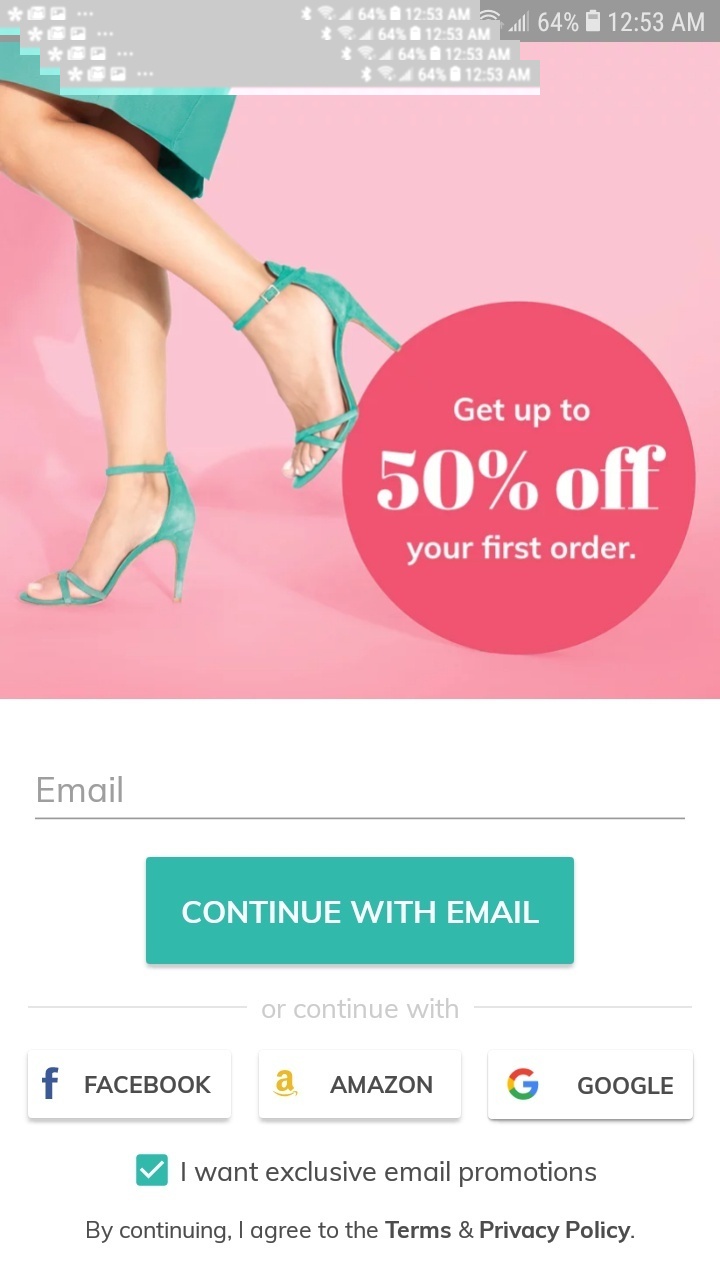 64% 12:53 AM
64% 12:53 AM
64% 12:53 AM
64% 12:53 AM
64% 12:53 AM
Get up to
50% off
your first order.
Email
CONTINUE WITH EMAIL
or continue with
f FACEBOOK
a AMAZON
G GOOGLE
I want exclusive email promotions
By continuing, I agree to the Terms & Privacy Policy.